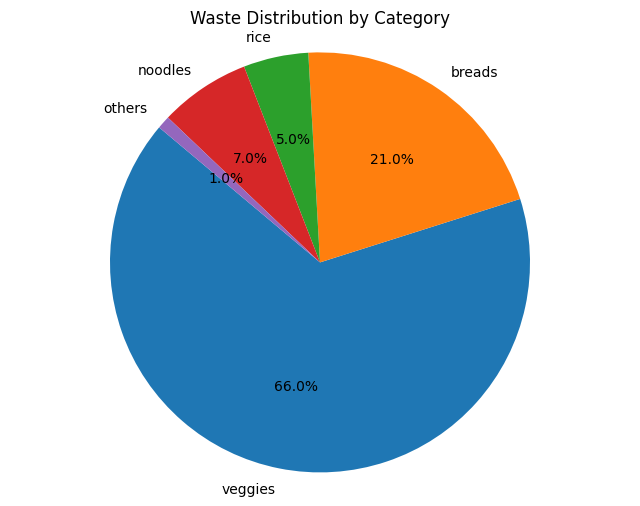 Waste Distribution by Category
rice
noodles
breads
others
5.0%
7.0%
21.0%
1.0%
66.0%
veggies